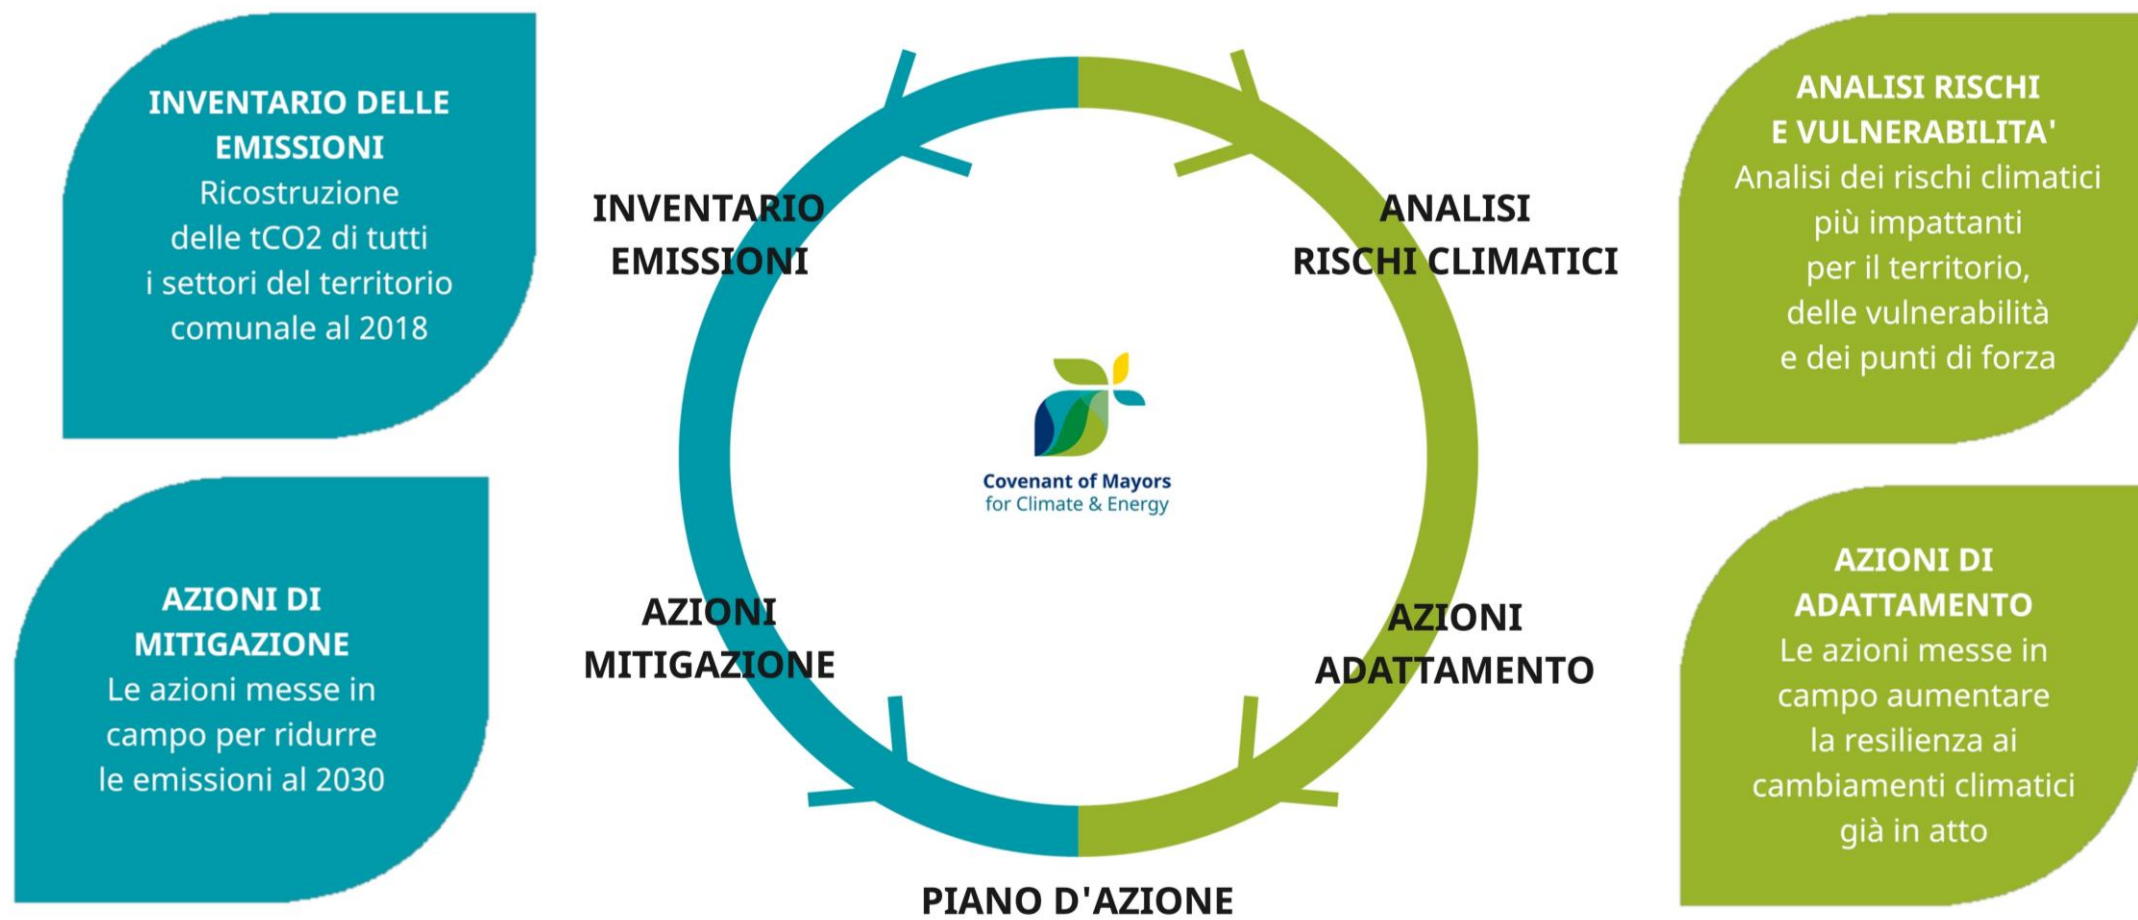 INVENTARIO DELLE
EMISSIONI
Ricostruzione
delle tCO2 di tutti
i settori del territorio
comunale al 2018
AZIONI DI
MITIGAZIONE
Le azioni messe in
campo per ridurre
le emissioni al 2030
INVENTARIO
EMISSIONI
AZIONI
MITIGAZIONE
Covenant of Mayors
for Climate & Energy
PIANO D'AZIONE
ANALISI
RISCHI CLIMATICI
AZIONI
ADATTAMENTO
ANALISI RISCHI
E VULNERABILITA'
Analisi dei rischi climatici
più impattanti
per il territorio,
delle vulnerabilità
e dei punti di forza
AZIONI DI
ADATTAMENTO
Le azioni messe in
campo aumentare
la resilienza ai
cambiamenti climatici
già in atto